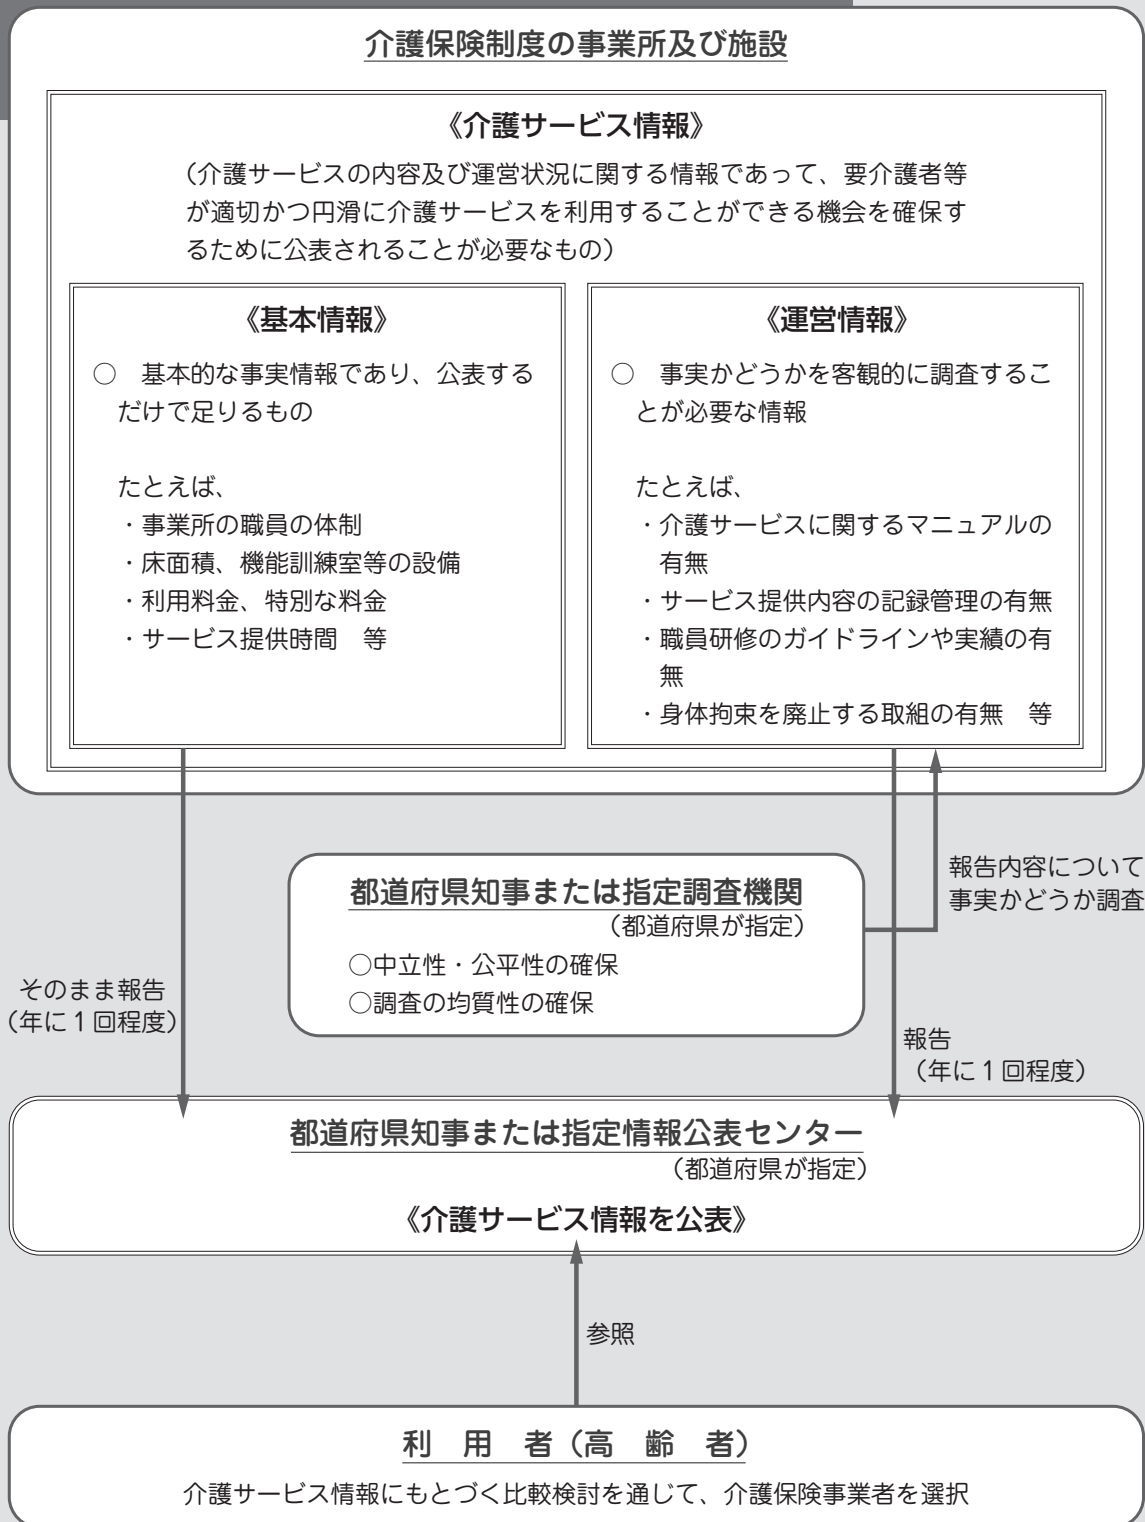 介護保険制度の事業所及び施設
《介護サービス情報》
（介護サービスの内容及び運営状況に関する情報であって、要介護者等
が適切かつ円滑に介護サービスを利用することができる機会を確保す
るために公表されることが必要なもの）
《基本情報》
○　基本的な事実情報であり、公表する
だけで足りるもの
たとえば、
・事業所の職員の体制
・床面積、機能訓練室等の設備
・利用料金、特別な料金
・サービス提供時間　等
《運営情報》
○　事実かどうかを客観的に調査するこ
とが必要な情報
たとえば、
・介護サービスに関するマニュアルの
有無
・サービス提供内容の記録管理の有無
・職員研修のガイドラインや実績の有
無
・身体拘束を廃止する取組の有無　等
報告内容について
事実かどうか調査
都道府県知事または指定調査機関
（都道府県が指定）
○中立性・公平性の確保
○調査の均質性の確保
そのまま報告
（年に１回程度）
報告
（年に１回程度）
都道府県知事または指定情報公表センター
（都道府県が指定）
《介護サービス情報を公表》
参照
利　用　者（高　齢　者）
介護サービス情報にもとづく比較検討を通じて、介護保険事業者を選択